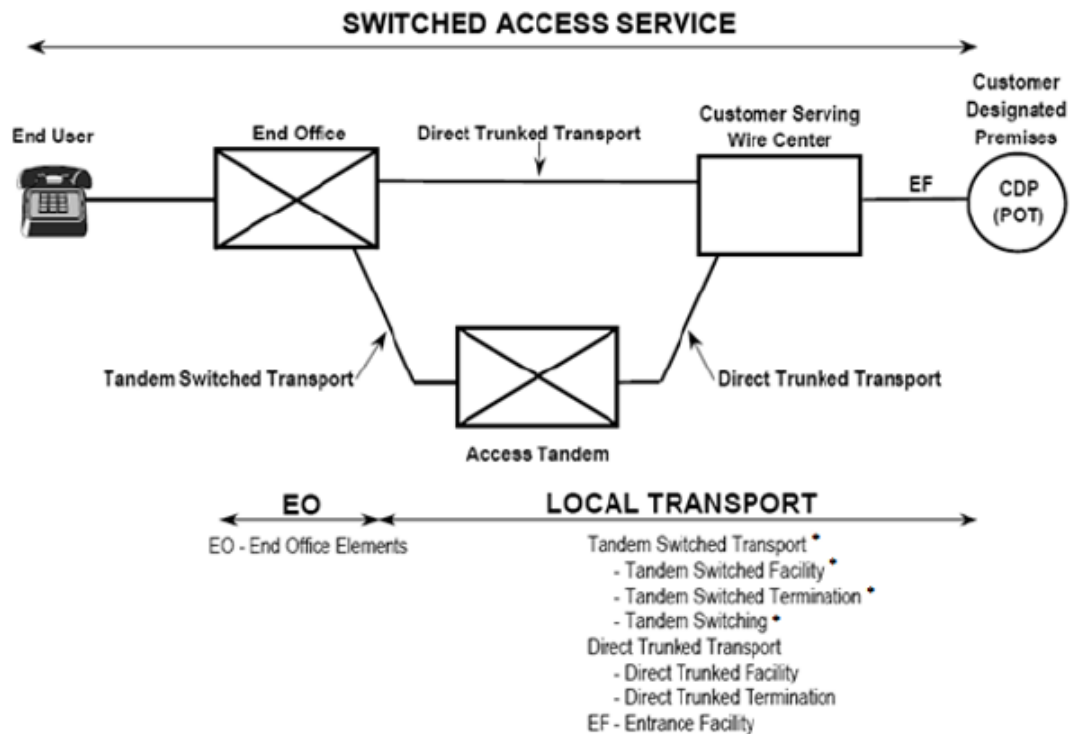 SWITCHED ACCESS SERVICE
Customer
Designated
Premises
End User
End Office
Direct Trunked Transport
Customer Serving
Wire Center
EF
CDP
(POT)
Tandem Switched Transport
Direct Trunked Transport
Access Tandem
EO
LOCAL TRANSPORT
EO - End Office Elements
Tandem Switched Transport *
- Tandem Switched Facility *
- Tandem Switched Termination *
- Tandem Switching *
Direct Trunked Transport
- Direct Trunked Facility
- Direct Trunked Termination
EF - Entrance Facility